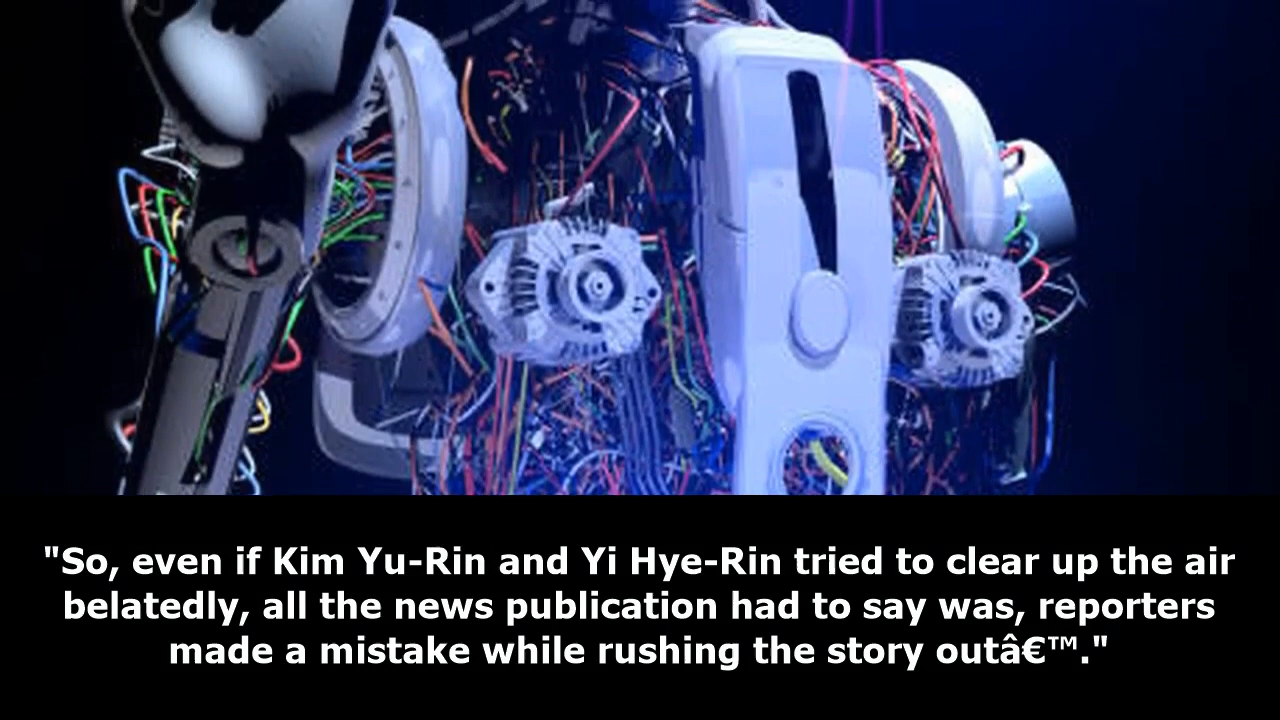 "So, even if Kim Yu-Rin and Yi Hye-Rin tried to clear up the air
belatedly, all the news publication had to say was, reporters
made a mistake while rushing the story outâ€™."